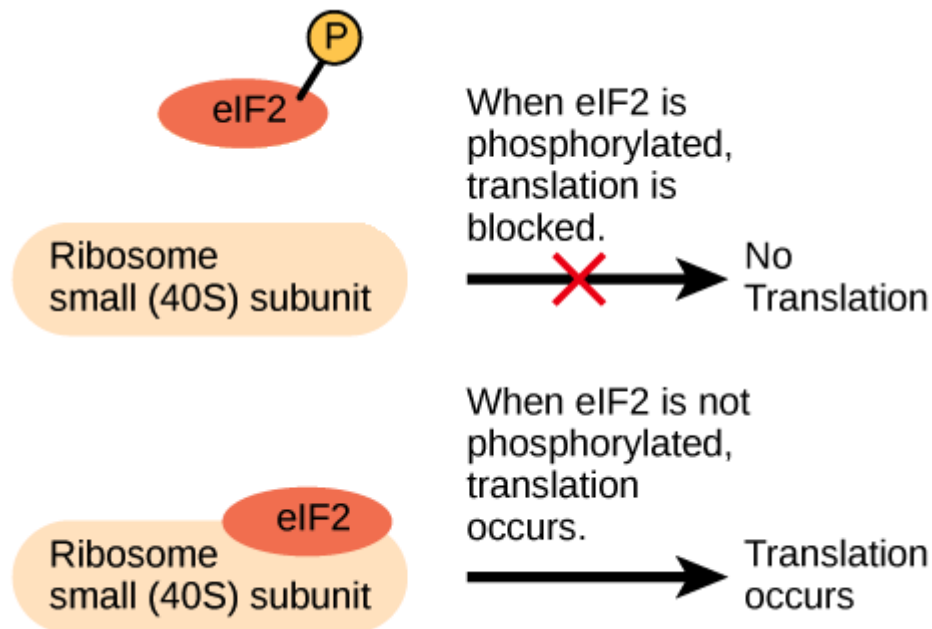 P
eIF2
When eIF2 is
phosphorylated,
translation is
blocked.
Ribosome
small (40S) subunit
No
Translation
When eIF2 is not
phosphorylated,
translation
occurs.
eIF2
Ribosome
small (40S) subunit
Translation
occurs